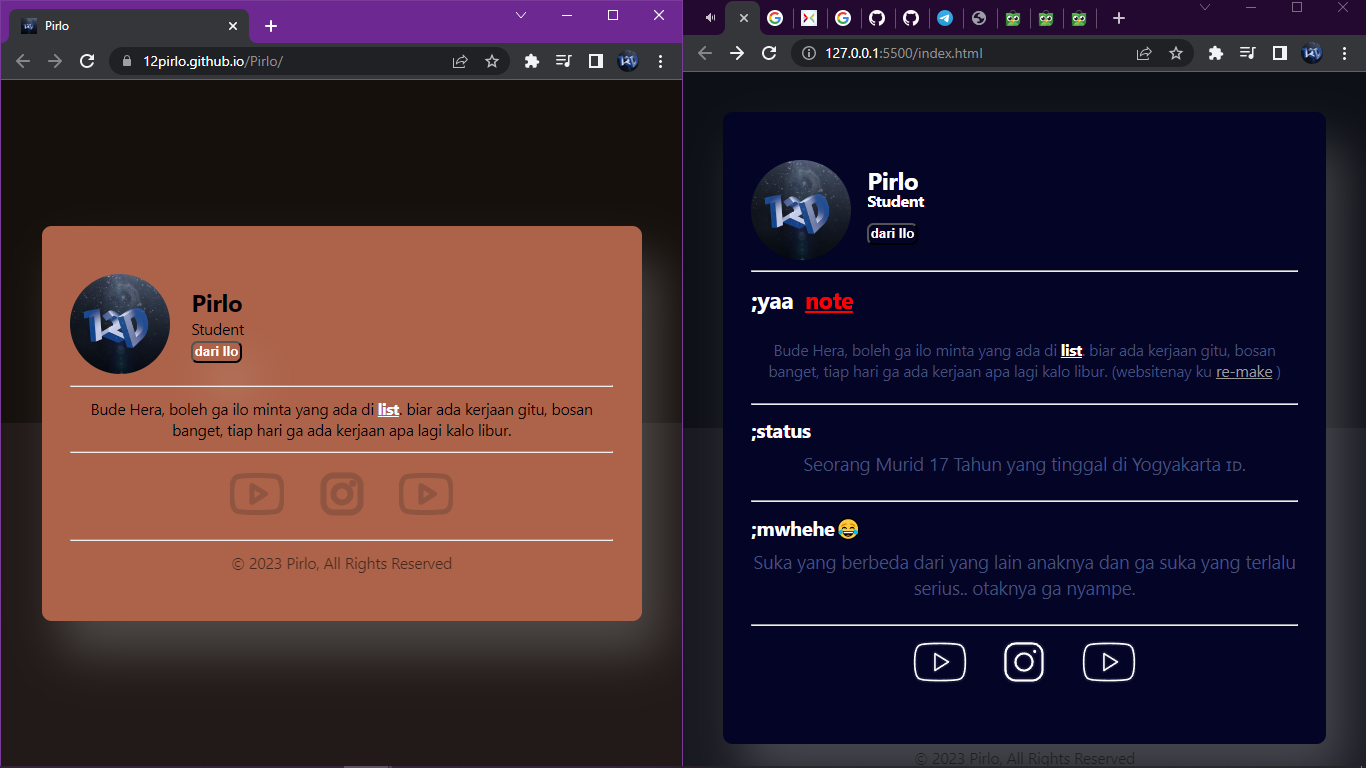 Pirlo
12pirlo.github.io/Pirlo/
12D
Pirlo
Student
dari Ilo
Bude Hera, boleh ga ilo minta yang ada di list. biar ada kerjaan gitu, bosan
banget, tiap hari ga ada kerjaan apa lagi kalo libur.
© 2023 Pirlo, All Rights Reserved
127.0.0.1:5500/index.html
12D
Pirlo
Student
dari Ilo
;yaa note
Bude Hera, boleh ga ilo minta yang ada di list. biar ada kerjaan gitu, bosan
banget, tiap hari ga ada kerjaan apa lagi kalo libur. (websitenay ku re-make )
;status
Seorang Murid 17 Tahun yang tinggal di Yogyakarta ɪᴅ.
;mwhehe😂
Suka yang berbeda dari yang lain anaknya dan ga suka yang terlalu
serius.. otaknya ga nyampe.
© 2023 Pirlo, All Rights Reserved